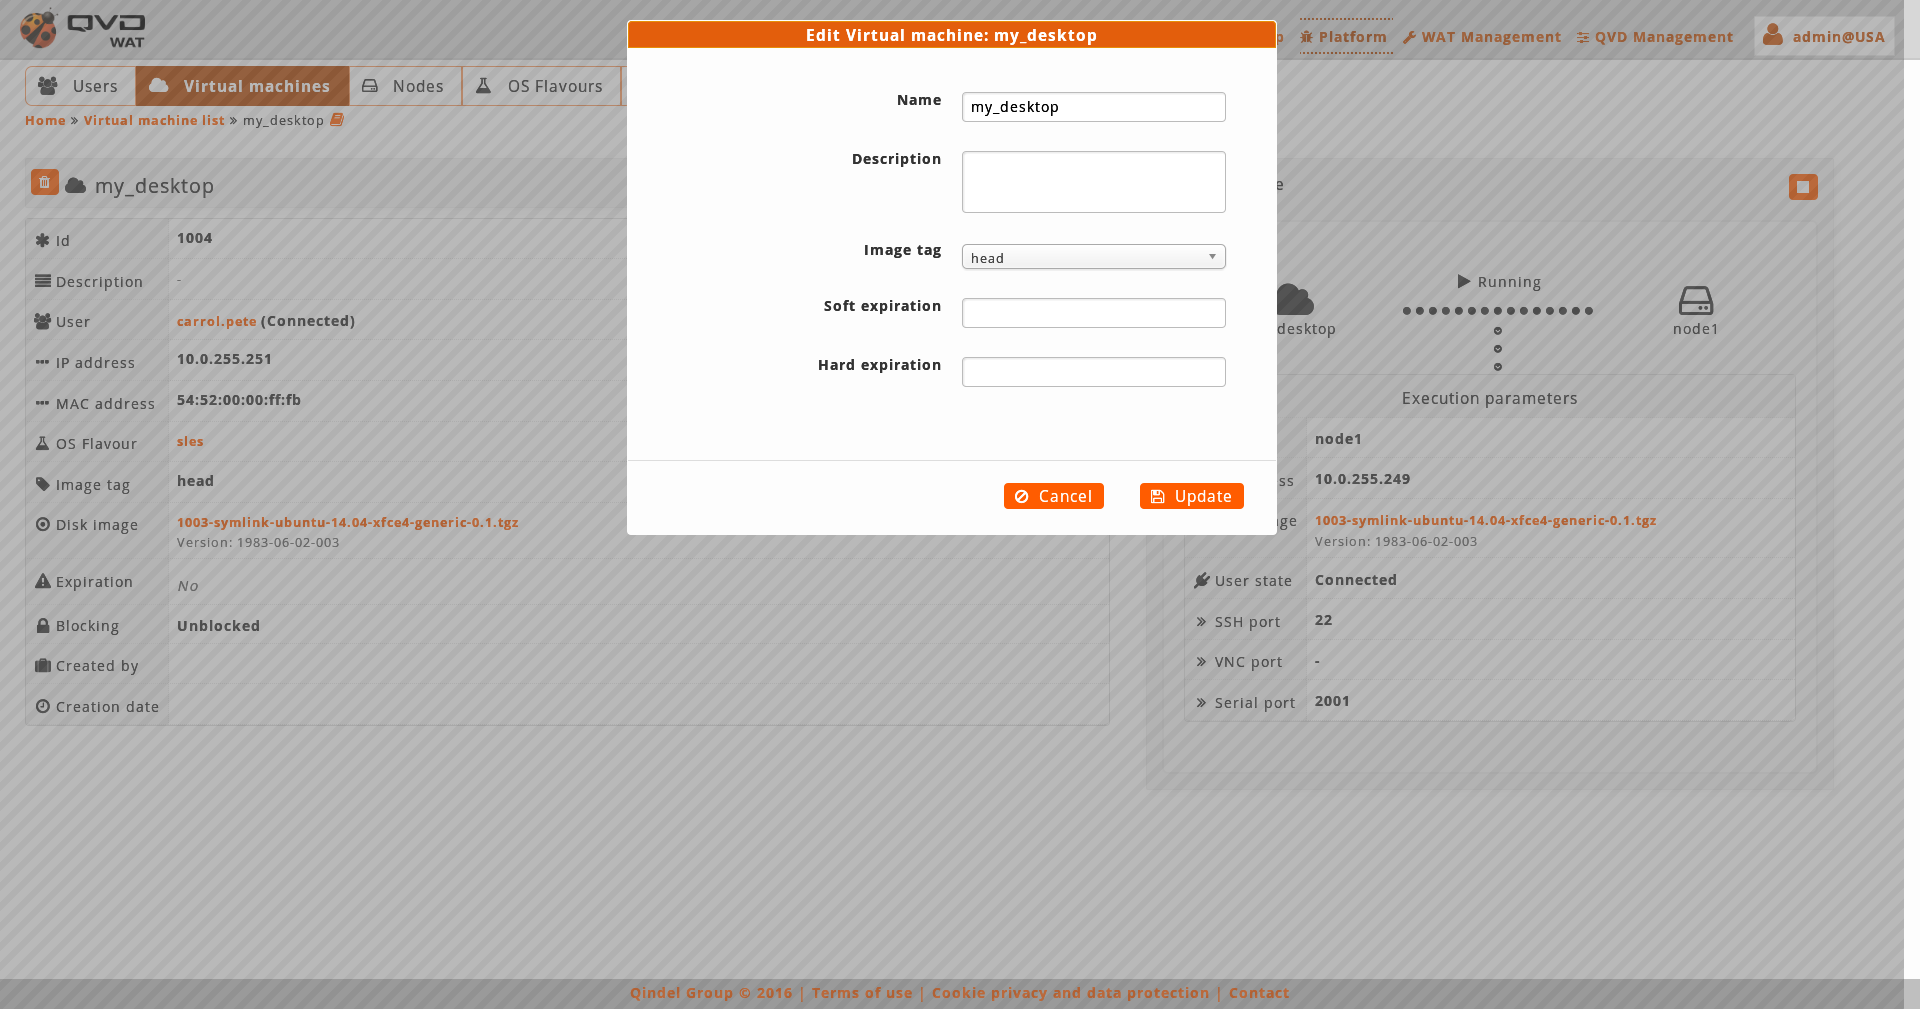 QVD
WAT
Platform
WAT Management
QVD Management
admin@USA
Users
Virtual machines
Nodes
OS Flavours
Home » Virtual machine list » my_desktop
Edit Virtual machine: my_desktop
Name
my_desktop
Description
Image tag
head
Soft expiration
Hard expiration
Cancel
Update
my_desktop
Id
1004
Description
-
User
carrol.pete (Connected)
IP address
10.0.255.251
MAC address
54:52:00:00:ff:fb
OS Flavour
sles
Image tag
head
Disk image
1003-symlink-ubuntu-14.04-xfce4-generic-0.1.tgz
Version: 1983-06-02-003
Expiration
No
Blocking
Unblocked
Created by
Creation date
Running
desktop
node1
Execution parameters
node1
10.0.255.249
1003-symlink-ubuntu-14.04-xfce4-generic-0.1.tgz
Version: 1983-06-02-003
User state
Connected
SSH port
22
VNC port
-
Serial port
2001
Qindel Group © 2016 | Terms of use | Cookie privacy and data protection | Contact